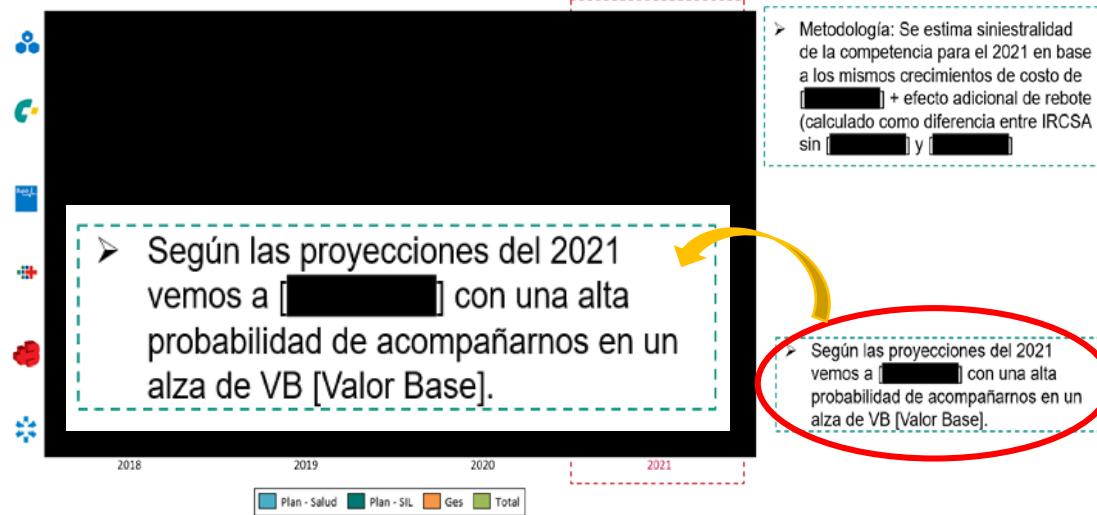 ➢ Metodología: Se estima siniestralidad
de la competencia para el 2021 en base
a los mismos crecimientos de costo de
[] + efecto adicional de rebote
(calculado como diferencia entre IRCSA
sin [] y []
➢ Según las proyecciones del 2021
vemos a [] con una alta
probabilidad de acompañarnos en un
alza de VB [Valor Base].
➢ Según las proyecciones del 2021
vemos a [] con una alta
probabilidad de acompañarnos en un
alza de VB [Valor Base].
2018 2019 2020 2021
Plan - Salud Plan - SIL Ges Total